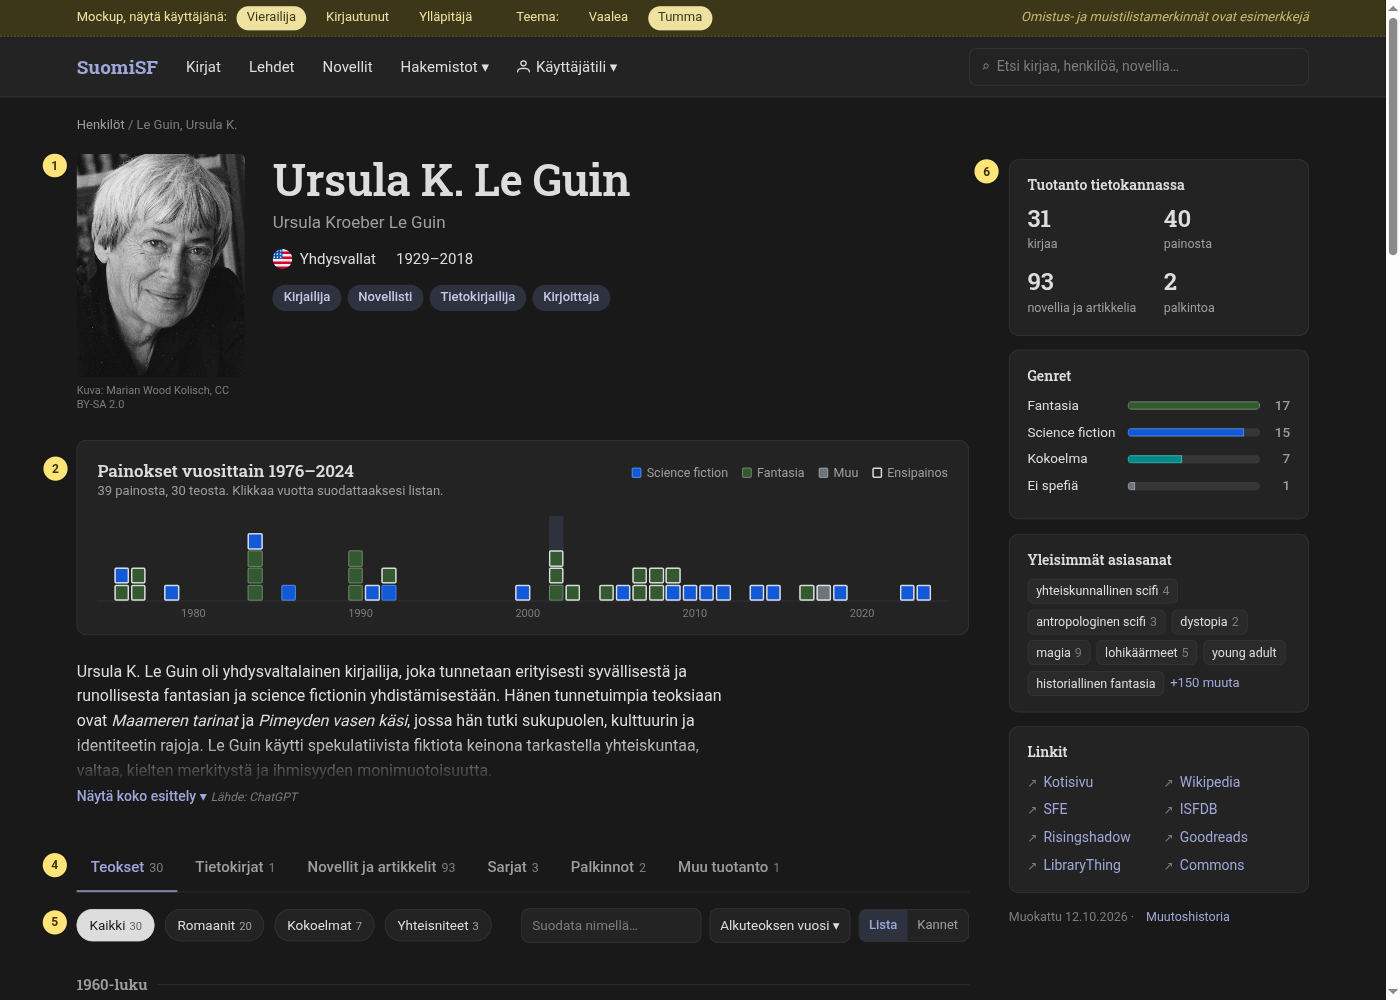 Mockup, näytä käyttäjänä: Vierailija Kirjautunut Ylläpitäjä Teema: Vaalea Tumma Omistus- ja muistilistamerkinnät ovat esimerkkejä
SuomiSF Kirjat Lehdet Novellit Hakemistot ▾ Käyttäjätili ▾ Etsi kirjaa, henkilöä, novellia…
Henkilöt / Le Guin, Ursula K.
1
Ursula K. Le Guin
Ursula Kroeber Le Guin
Yhdysvallat 1929–2018
Kirjailija Novellisti Tietokirjailija Kirjoittaja
Kuva: Marian Wood Kolisch, CC
BY-SA 2.0
2
Painokset vuosittain 1976–2024
39 painosta, 30 teosta. Klikkaa vuotta suodattaaksesi listan.
Science fiction Fantasia Muu Ensipainos
1980 1990 2000 2010 2020
Ursula K. Le Guin oli yhdysvaltalainen kirjailija, joka tunnetaan erityisesti syvällisestä ja
runollisesta fantasian ja science fictionin yhdistämisestään. Hänen tunnetuimpia teoksiaan
ovat Maameren tarinat ja Pimeyden vasen käsi, jossa hän tutki sukupuolen, kulttuurin ja
identiteetin rajoja. Le Guin käytti spekulatiivista fiktiota keinona tarkastella yhteiskuntaa,
valtaa, kielten merkitystä ja ihmisyyden monimuotoisuutta.
Näytä koko esittely ▾ Lähde: ChatGPT
4
Teokset 30 Tietokirjat 1 Novellit ja artikkelit 93 Sarjat 3 Palkinnot 2 Muu tuotanto 1
5
Kaikki 30 Romaanit 20 Kokoelmat 7 Yhteisniteet 3 Suodata nimellä… Alkuteoksen vuosi ▾ Lista Kannet
1960-luku
6
Tuotanto tietokannassa
31 40
kirjaa painosta
93 2
novellia ja artikkelia palkintoa
Genret
Fantasia 17
Science fiction 15
Kokoelma 7
Ei spefiä 1
Yleisimmät asiasanat
yhteiskunnallinen scifi 4
antropologinen scifi 3 dystopia 2
magia 9 lohikäärmeet 5 young adult
historiallinen fantasia +150 muuta
Linkit
↗ Kotisivu ↗ Wikipedia
↗ SFE ↗ ISFDB
↗ Risingshadow ↗ Goodreads
↗ LibraryThing ↗ Commons
Muokattu 12.10.2026 · Muutoshistoria